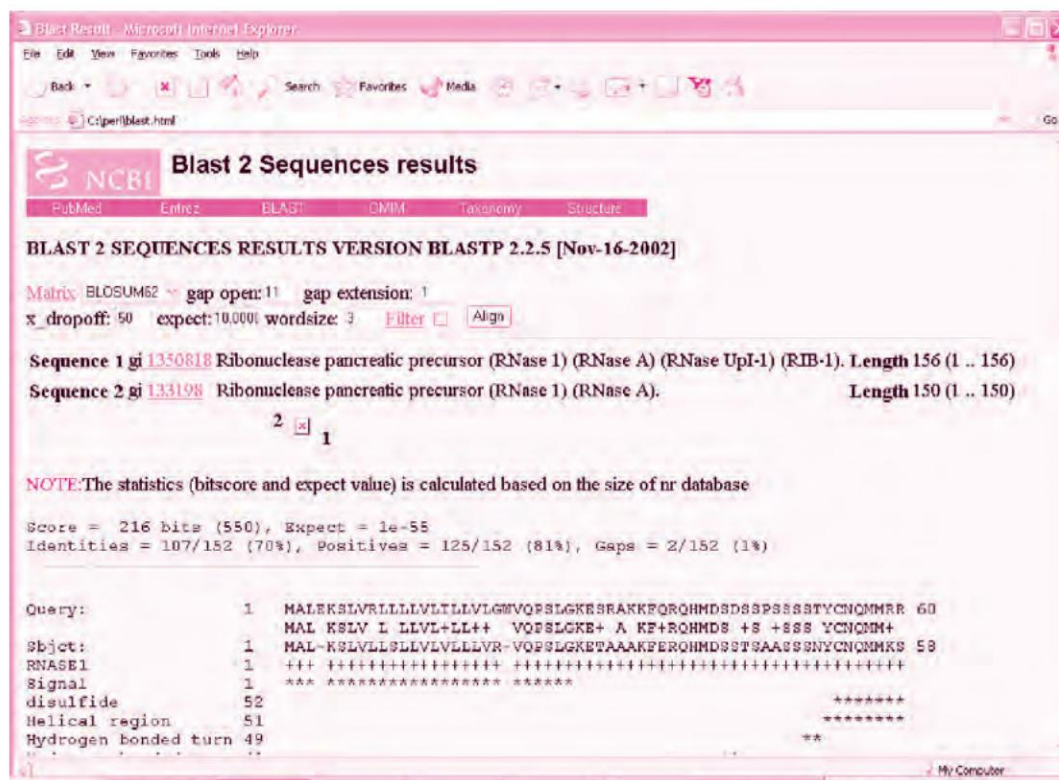 Blast Result - Microsoft Internet Explorer
File Edit View Favorites Tools Help
Back Search Favorites Media
C:\perl\blast.html Go
NCBI Blast 2 Sequences results
PubMed Entrez BLAST OMIM Taxonomy Structure
BLAST 2 SEQUENCES RESULTS VERSION BLASTP 2.2.5 [Nov-16-2002]
Matrix BLOSUM62 gap open: 11 gap extension: 1
x_dropoff: 50 expect: 10.000 wordsize: 3 Filter Align
Sequence 1 gi 1350818 Ribonuclease pancreatic precursor (RNase 1) (RNase A) (RNase UpI-1) (RIB-1). Length 156 (1 .. 156)
Sequence 2 gi 133198 Ribonuclease pancreatic precursor (RNase 1) (RNase A). Length 150 (1 .. 150)
2
1
NOTE:The statistics (bitscore and expect value) is calculated based on the size of nr database
Score = 216 bits (550), Expect = 1e-55
Identities = 107/152 (70%), Positives = 125/152 (81%), Gaps = 2/152 (1%)
Query: 1 MALEKSLVRLLLLVLILLVLGWVQPSLGKESRAKKFQRQHMDSDSSPSSSSTYCNQMMRR 60
MAL KSLV L LLVL+LL++ VQPSLGKE+ A KF+RQHMDS +S +SSS YCNQMM+
Sbjct: 1 MAL-KSLVLLSLLVLVLLLVR-VQPSLGKETAAAKFERQHMDSSTSAASSSNYCNQMMKS 58
RNASE1 1 +++ +++++++++++++++++ +++++++++++++++++++++++++++++++++++++
Signal 1 *** ***************** ******
disulfide 52 *******
Helical region 51 ********
Hydrogen bonded turn 49 **
My Computer